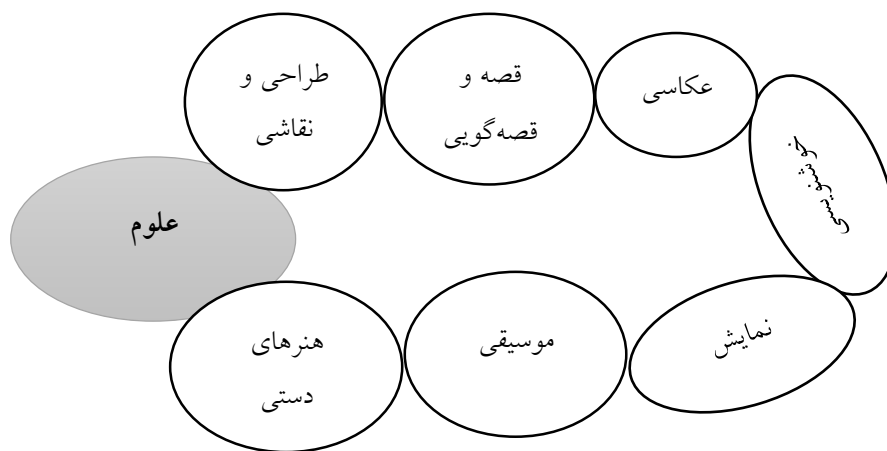 طراحی و
نقاشی
قصه و
قصه‌گویی
عکاسی
خوشنویسی
علوم
هنرهای
دستی
موسیقی
نمایش